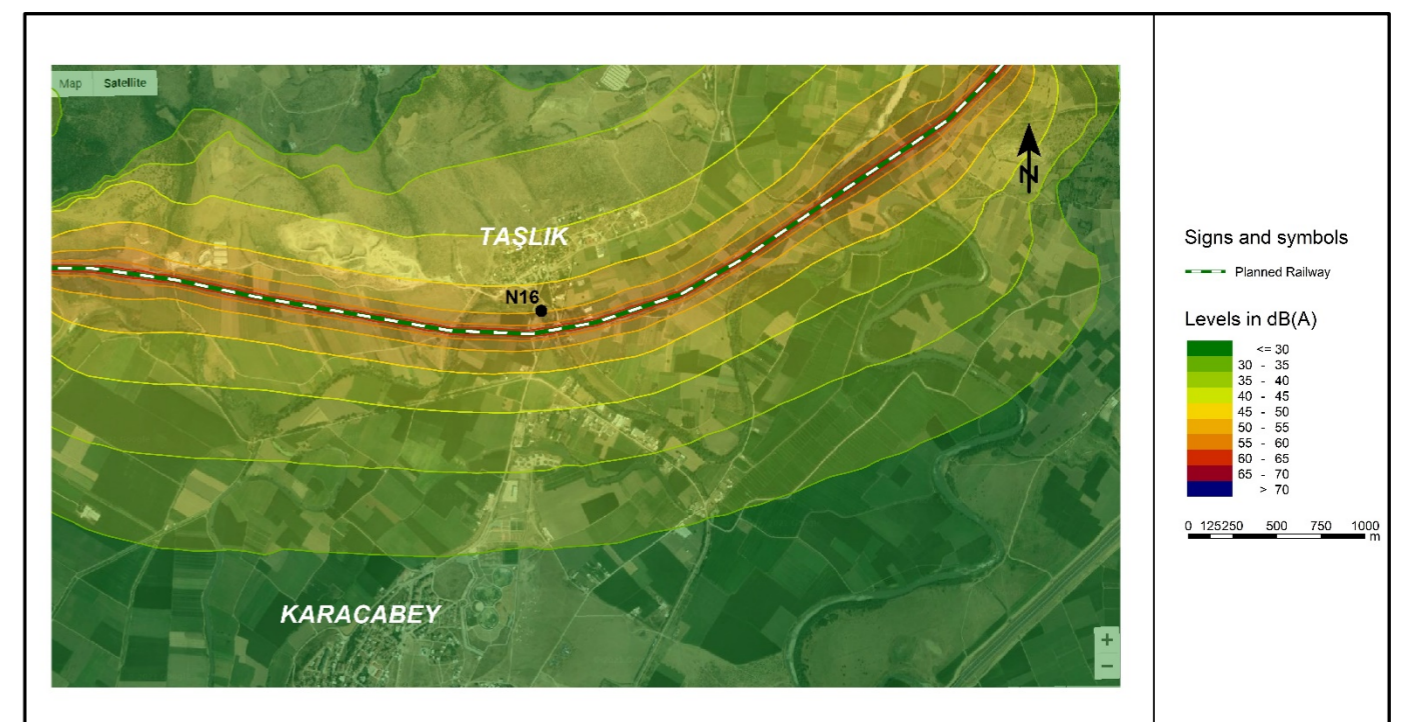 Map Satellite
N
TAŞLIK
N16
KARACABEY
+
−
Signs and symbols
Planned Railway
Levels in dB(A)
<= 30
30 - 35
35 - 40
40 - 45
45 - 50
50 - 55
55 - 60
60 - 65
65 - 70
> 70
0 125250 500 750 1000
m